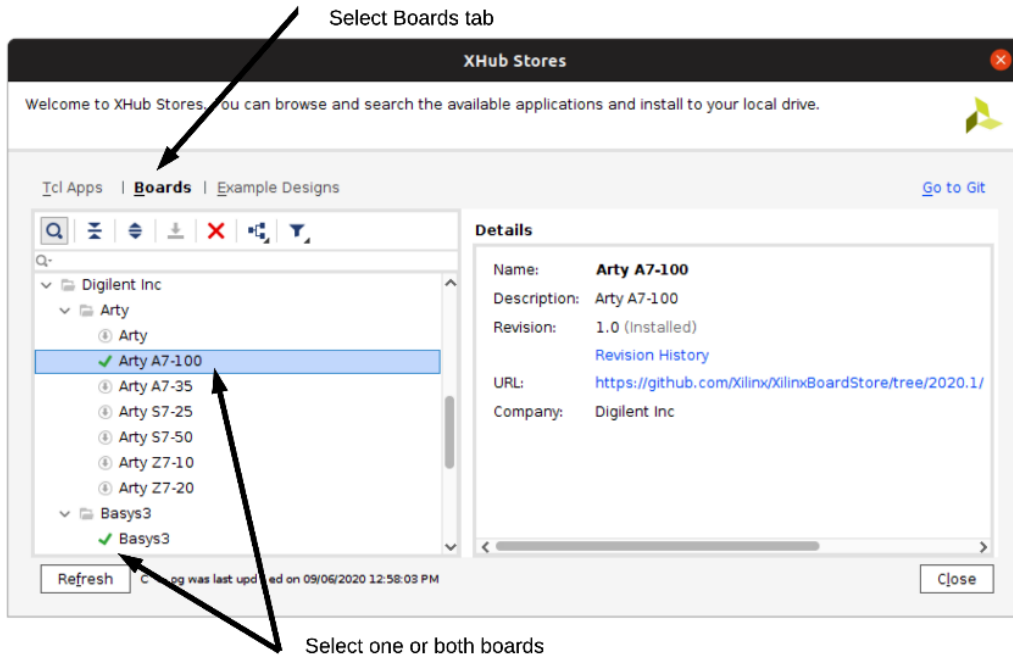 Select Boards tab
XHub Stores
Welcome to XHub Stores. You can browse and search the available applications and install to your local drive.
Tcl Apps | Boards | Example Designs
Go to Git
Digilent Inc
Arty
Arty
Arty A7-100
Arty A7-35
Arty S7-25
Arty S7-50
Arty Z7-10
Arty Z7-20
Basys3
Basys3
Details
Name: Arty A7-100
Description: Arty A7-100
Revision: 1.0 (Installed)
Revision History
URL: https://github.com/Xilinx/XilinxBoardStore/tree/2020.1/
Company: Digilent Inc
Refresh
was last updated on 09/06/2020 12:58:03 PM
Close
Select one or both boards